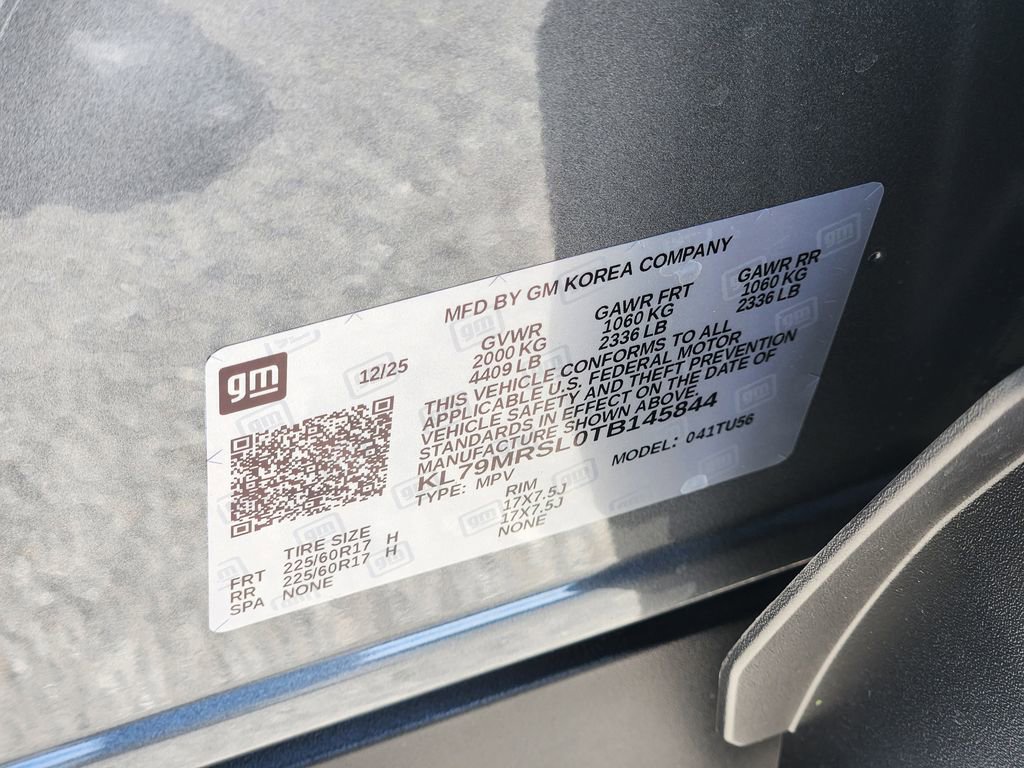 MFD BY GM KOREA COMPANY
gm
12/25
GVWR GAWR FRT GAWR RR
2000 KG 1060 KG 1060 KG
4409 LB 2336 LB 2336 LB
THIS VEHICLE CONFORMS TO ALL
APPLICABLE U.S. FEDERAL MOTOR
VEHICLE SAFETY AND THEFT PREVENTION
STANDARDS IN EFFECT ON THE DATE OF
MANUFACTURE SHOWN ABOVE.
KL79MRSL0TB145844
TYPE: MPV MODEL: 041TU56
TIRE SIZE RIM
FRT 225/60R17 H 17X7.5J
RR 225/60R17 H 17X7.5J
SPA NONE NONE